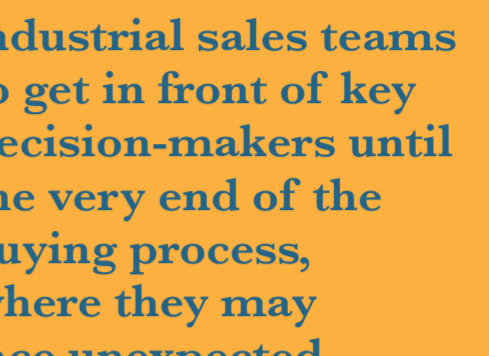 ndustrial sales teams
o get in front of key
ecision-makers until
he very end of the
uying process,
where they may
unexpected